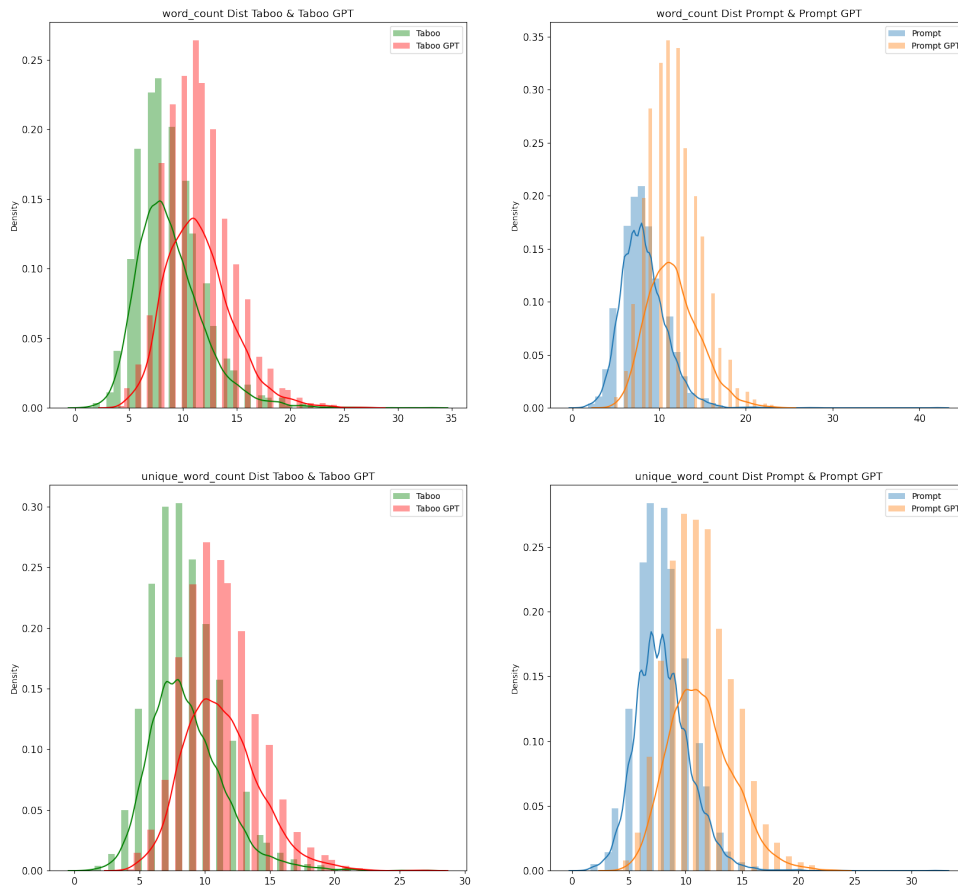 word_count Dist Taboo & Taboo GPT
Taboo
Taboo GPT
0.25
0.20
0.15
0.10
0.05
0.00
Density
0 5 10 15 20 25 30 35
word_count Dist Prompt & Prompt GPT
Prompt
Prompt GPT
0.35
0.30
0.25
0.20
0.15
0.10
0.05
0.00
Density
0 10 20 30 40
unique_word_count Dist Taboo & Taboo GPT
Taboo
Taboo GPT
0.30
0.25
0.20
0.15
0.10
0.05
0.00
Density
0 5 10 15 20 25 30
unique_word_count Dist Prompt & Prompt GPT
Prompt
Prompt GPT
0.25
0.20
0.15
0.10
0.05
0.00
Density
0 5 10 15 20 25 30